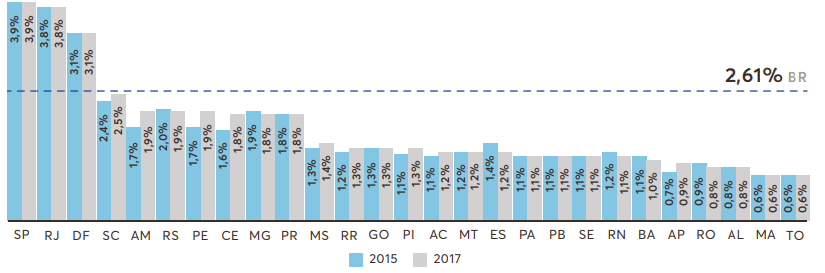 2,61% BR
3,9% 3,9% 3,8% 3,8% 3,1% 3,1% 2,4% 2,5% 1,7% 1,9% 2,0% 1,9% 1,7% 1,9% 1,6% 1,8% 1,9% 1,8% 1,8% 1,8% 1,3% 1,4% 1,2% 1,3% 1,3% 1,3% 1,1% 1,3% 1,1% 1,2% 1,2% 1,2% 1,4% 1,2% 1,1% 1,1% 1,1% 1,1% 1,1% 1,1% 1,2% 1,1% 1,1% 1,0% 0,7% 0,9% 0,9% 0,8% 0,8% 0,8% 0,6% 0,6% 0,6% 0,6%
SP RJ DF SC AM RS PE CE MG PR MS RR GO PI AC MT ES PA PB SE RN BA AP RO AL MA TO
2015 2017